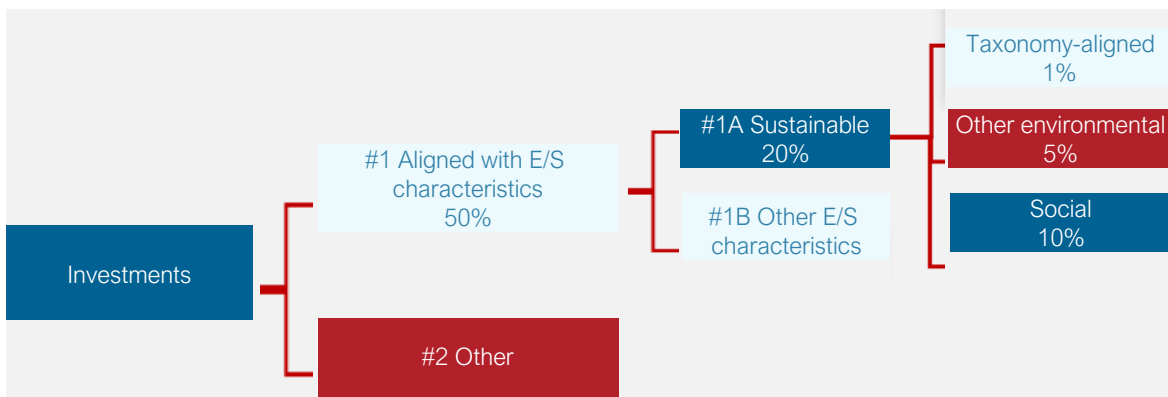 Investments
#1 Aligned with E/S
characteristics
50%
#2 Other
#1A Sustainable
20%
#1B Other E/S
characteristics
Taxonomy-aligned
1%
Other environmental
5%
Social
10%